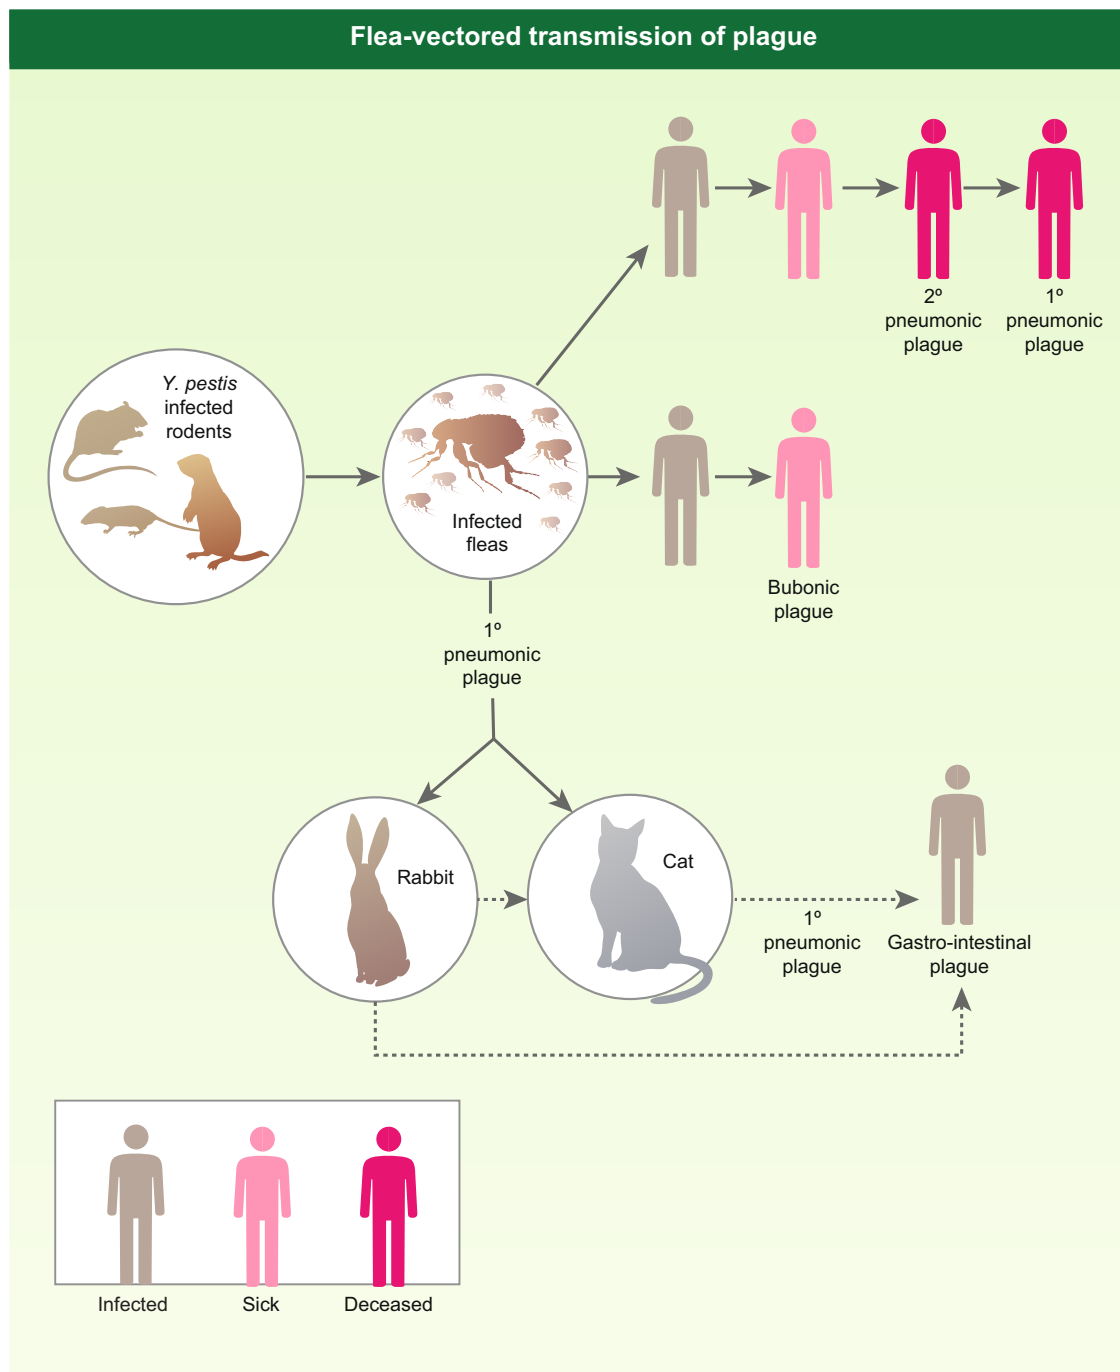 Flea-vectored transmission of plague
2º
pneumonic
plague
1º
pneumonic
plague
Y. pestis
infected
rodents
Infected
fleas
Bubonic
plague
1º
pneumonic
plague
Rabbit
Cat
1º
pneumonic
plague
Gastro-intestinal
plague
Infected
Sick
Deceased